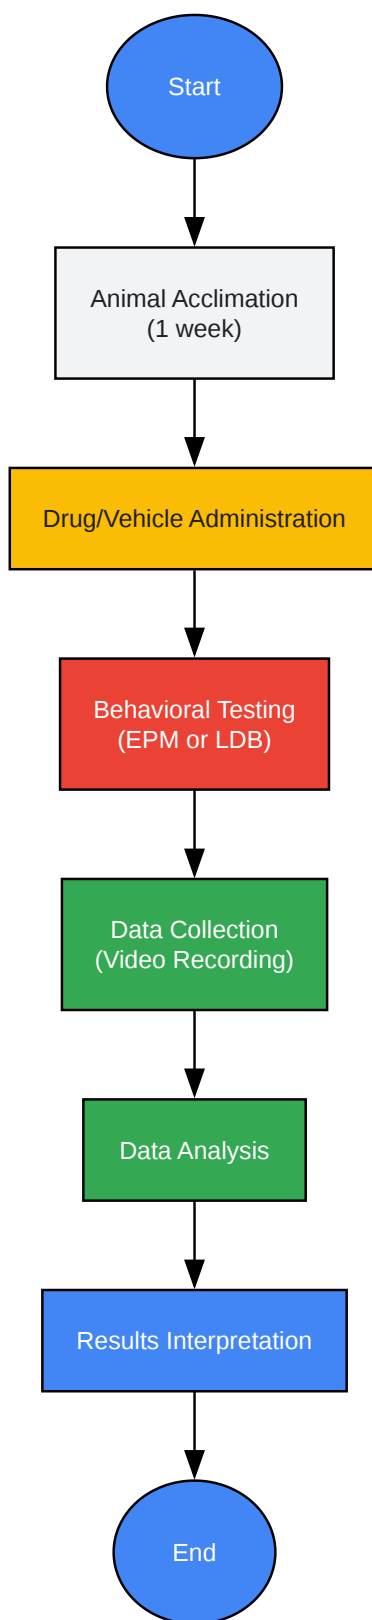 Start
Animal Acclimation
(1 week)
Drug/Vehicle Administration
Behavioral Testing
(EPM or LDB)
Data Collection
(Video Recording)
Data Analysis
Results Interpretation
End